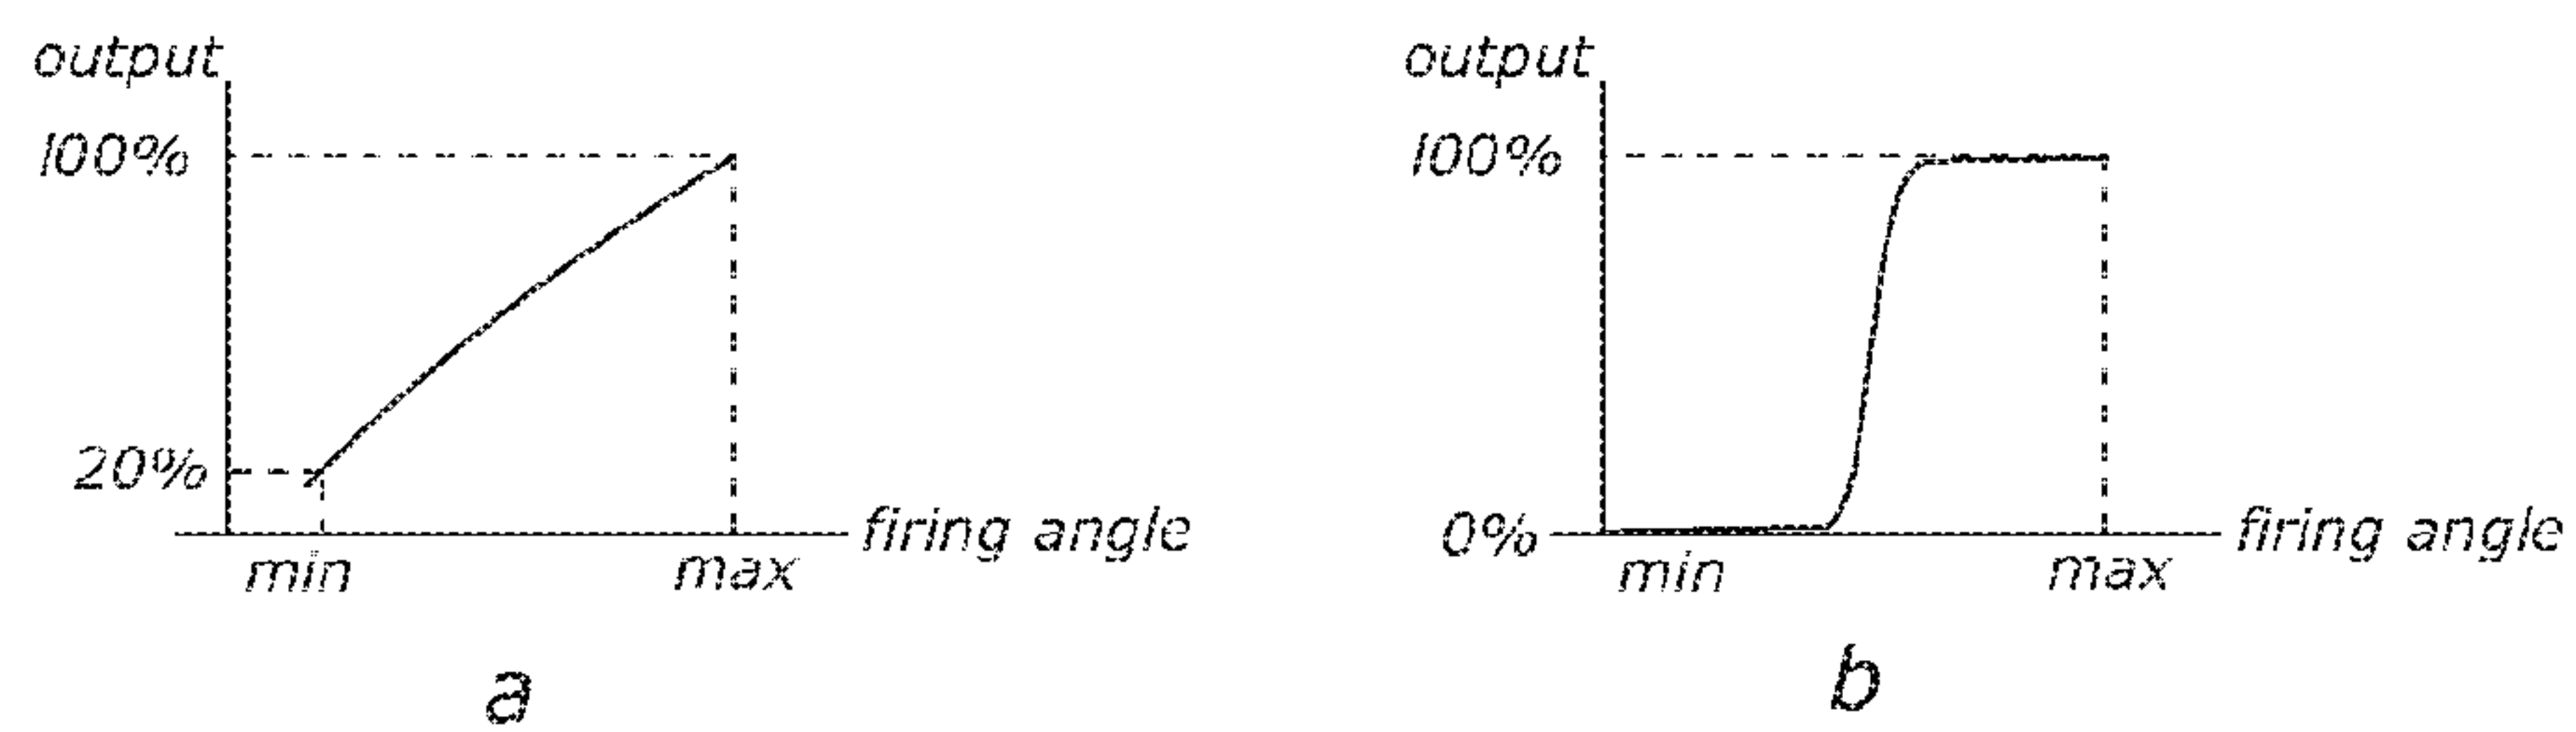 output
100%
20%
firing angle
min
max
a
output
100%
0%
firing angle
min
max
b